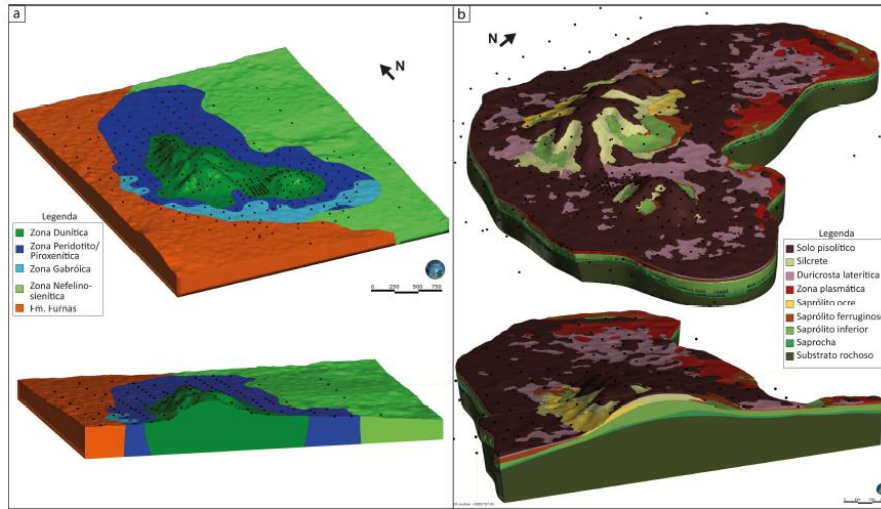 a
N
Legenda
Zona Dunítica
Zona Peridotito/
Piroxenítica
Zona Gabróica
Zona Nefelino-
sienítica
Fm. Furnas
0 250 500 750
b
N
Legenda
Solo pisolítico
Silcrete
Duricrosta laterítica
Zona plasmática
Saprólito ocre
Saprólito ferruginoso
Saprólito inferior
Saprocha
Substrato rochoso